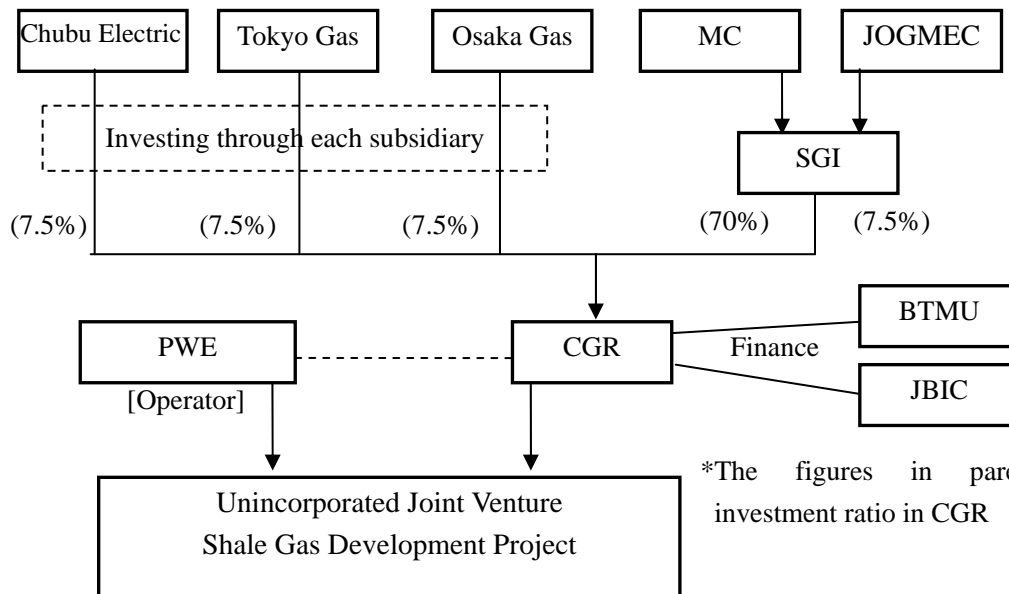 Chubu Electric
Tokyo Gas
Osaka Gas
MC
JOGMEC
Investing through each subsidiary
SGI
(7.5%)
(7.5%)
(7.5%)
(70%)
(7.5%)
PWE
CGR
Finance
BTMU
JBIC
[Operator]
Unincorporated Joint Venture
Shale Gas Development Project
*The figures in
investment ratio in CGR